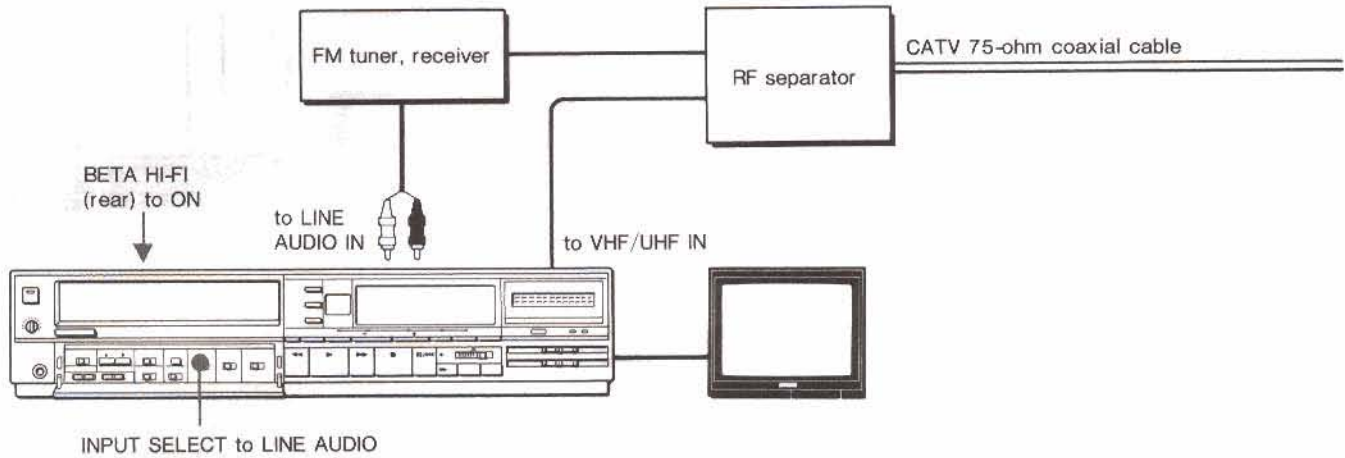 FM tuner, receiver
RF separator
CATV 75-ohm coaxial cable
BETA HI-FI
(rear) to ON
to LINE
AUDIO IN
to VHF/UHF IN
INPUT SELECT to LINE AUDIO